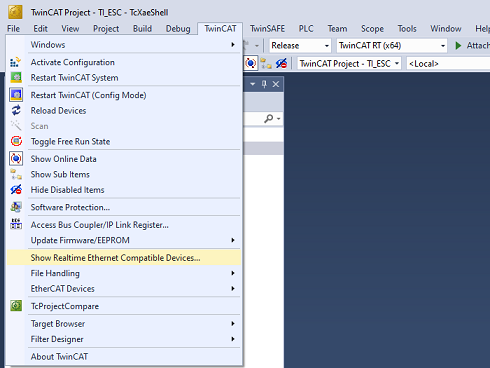 TwinCAT Project - TI_ESC - TcXaeShell
File Edit View Project Build Debug TwinCAT TwinSAFE PLC Team Scope Tools Window
Release TwinCAT RT (x64) Attach
TwinCAT Project - TI_ESC <Local>
Windows
Activate Configuration
Restart TwinCAT System
Restart TwinCAT (Config Mode)
Reload Devices
Scan
Toggle Free Run State
Show Online Data
Show Sub Items
Hide Disabled Items
Software Protection...
Access Bus Coupler/IP Link Register...
Update Firmware/EEPROM
Show Realtime Ethernet Compatible Devices...
File Handling
EtherCAT Devices
TcProjectCompare
Target Browser
Filter Designer
About TwinCAT